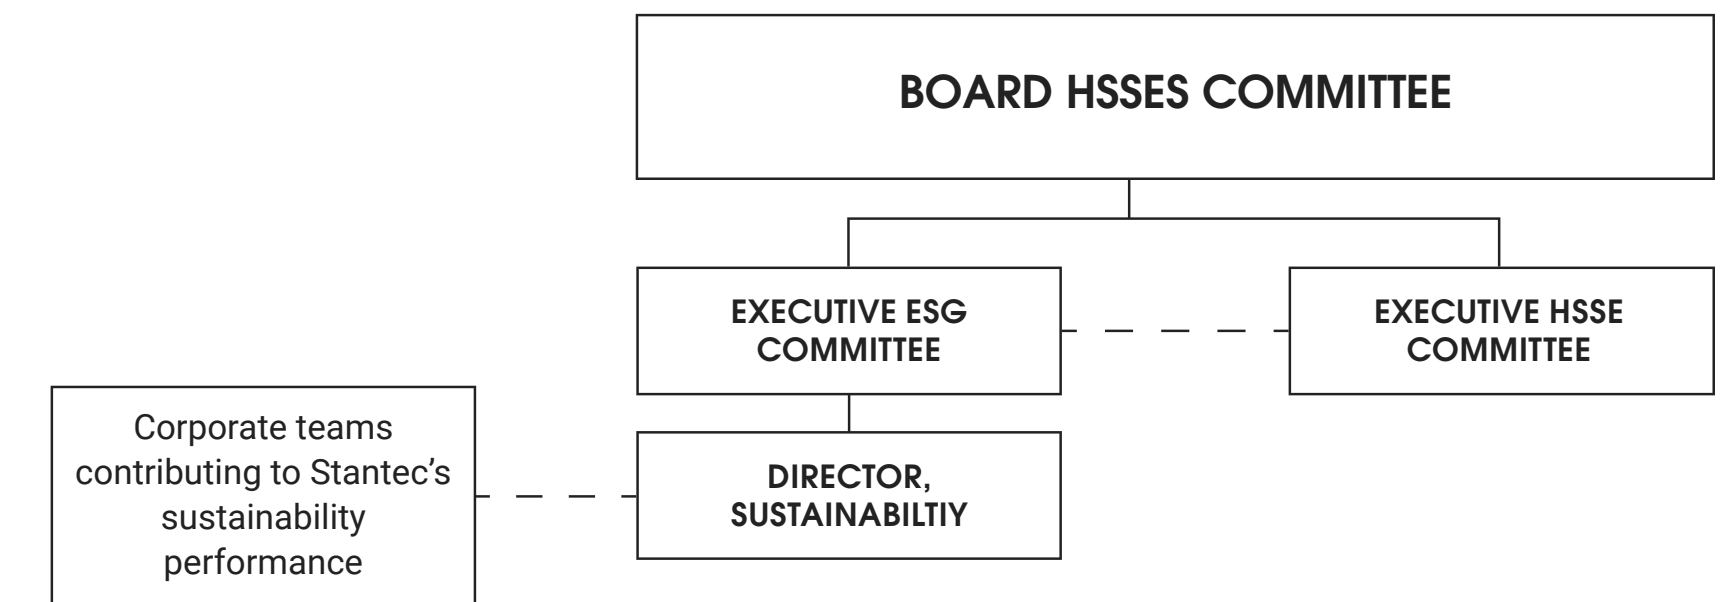 BOARD HSSES COMMITTEE
EXECUTIVE ESG
COMMITTEE
EXECUTIVE HSSE
COMMITTEE
Corporate teams
contributing to Stantec’s
sustainability
performance
DIRECTOR,
SUSTAINABILTIY